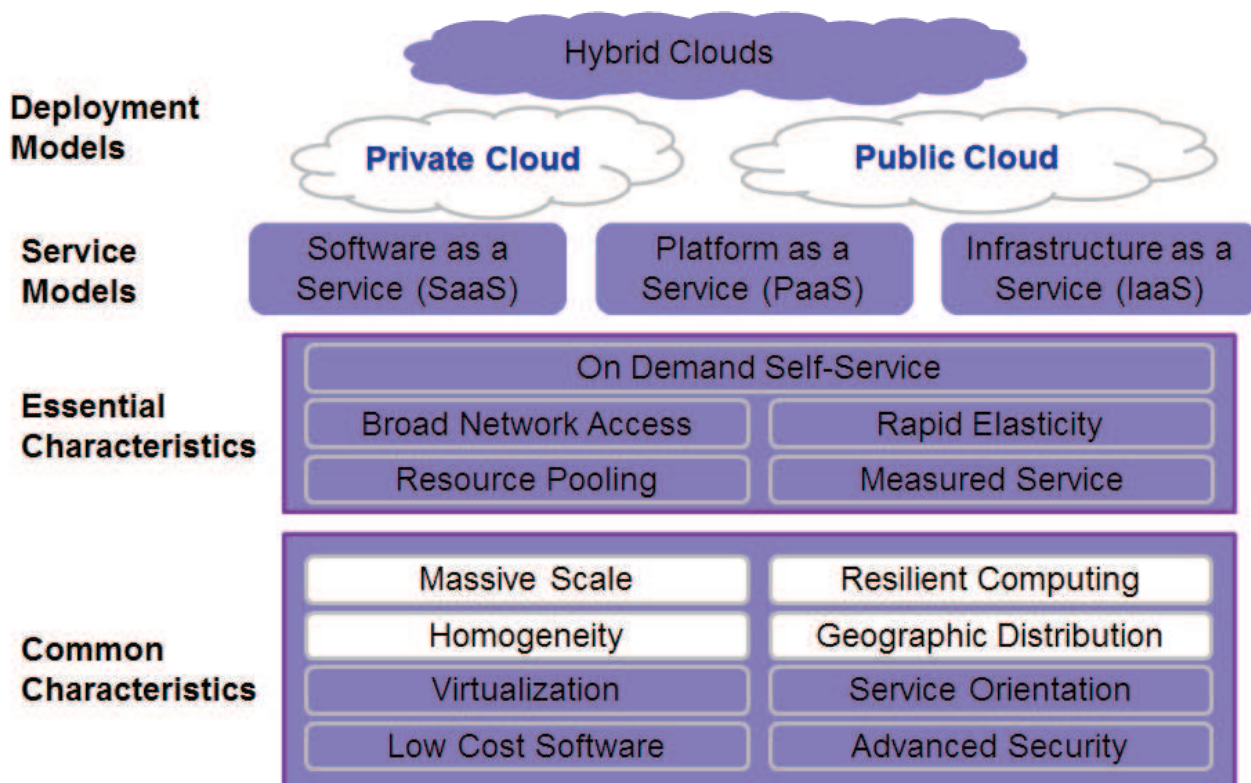 Hybrid Clouds
Deployment
Models
Private Cloud
Public Cloud
Service
Models
Software as a
Service (SaaS)
Platform as a
Service (PaaS)
Infrastructure as a
Service (IaaS)
Essential
Characteristics
On Demand Self-Service
Broad Network Access
Rapid Elasticity
Resource Pooling
Measured Service
Common
Characteristics
Massive Scale
Resilient Computing
Homogeneity
Geographic Distribution
Virtualization
Service Orientation
Low Cost Software
Advanced Security